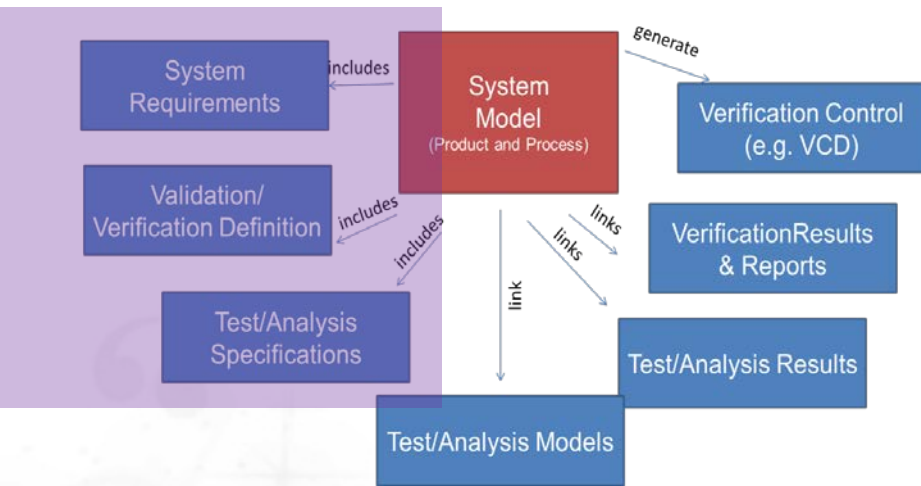 generate
System
Requirements
includes
System
Model
(Product and Process)
Verification Control
(e.g. VCD)
Validation/
Verification Definition
includes
includes
links
links
link
VerificationResults
& Reports
Test/Analysis
Specifications
Test/Analysis Results
Test/Analysis Models